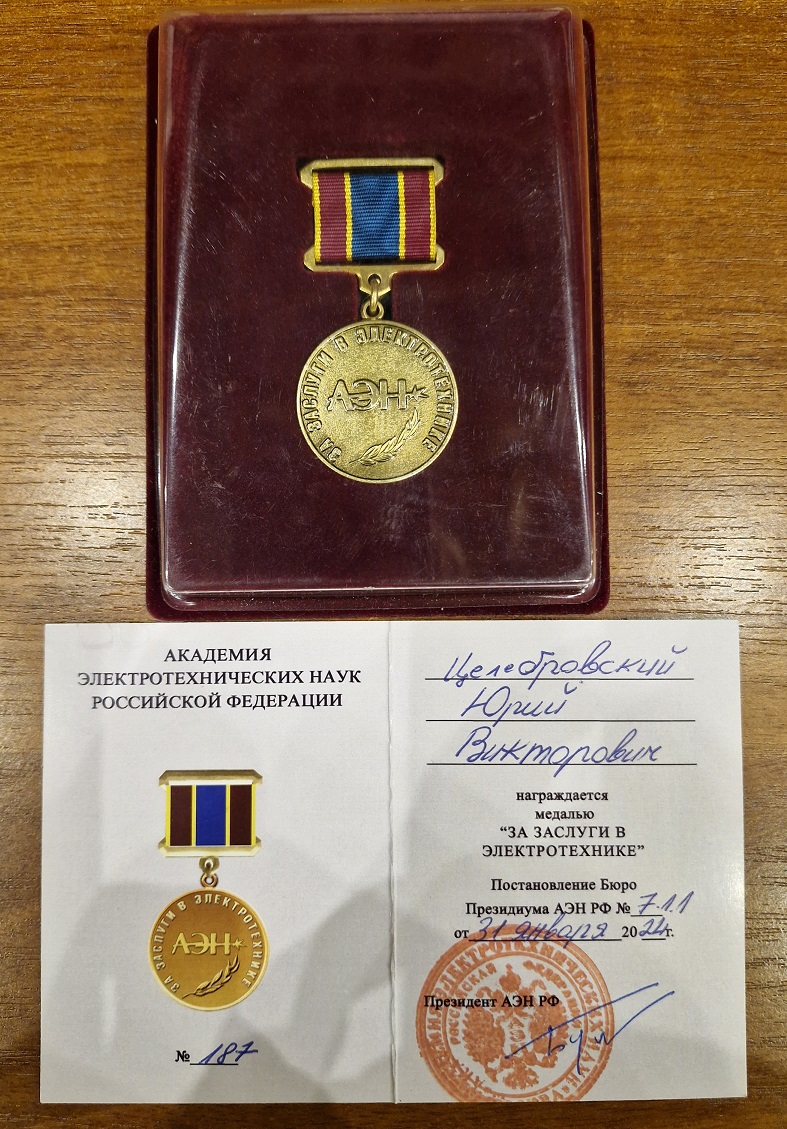 ЗА ЗАСЛУГИ В ЭЛЕКТРОТЕХНИКЕ
АЭН
АКАДЕМИЯ
ЭЛЕКТРОТЕХНИЧЕСКИХ НАУК
РОССИЙСКОЙ ФЕДЕРАЦИИ
ЗА ЗАСЛУГИ В ЭЛЕКТРОТЕХНИКЕ
АЭН
№ 187
Целебровский
Юрий
Викторович
награждается
медалью
“ЗА ЗАСЛУГИ В
ЭЛЕКТРОТЕХНИКЕ”
Постановление Бюро
Президиума АЭН РФ № 7.1.1
от 31 января 2024г.
Президент АЭН РФ